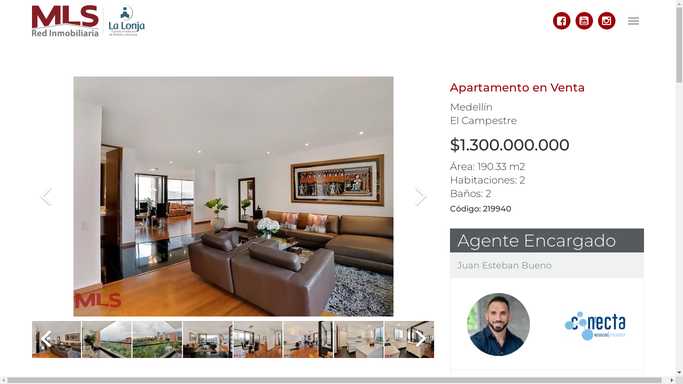 MLS
Red Inmobiliaria
La Lonja
Apartamento en Venta
Medellín
El Campestre
$1.300.000.000
Área: 190.33 m2
Habitaciones: 2
Baños: 2
Código: 219940
Agente Encargado
Juan Esteban Bueno
conecta
MLS